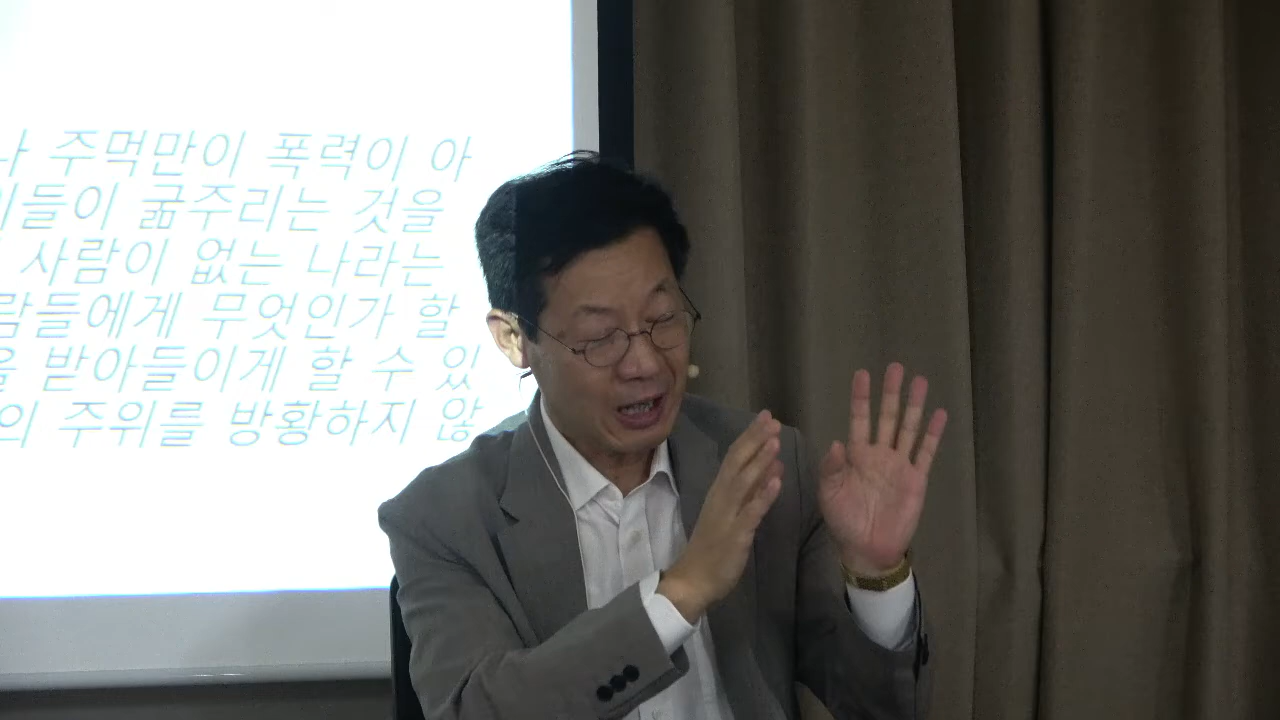 나 주먹만이 폭력이 아
이들이 굶주리는 것을
사람이 없는 나라는
람들에게 무엇인가 할
을 받아들이게 할 수 있
의 주위를 방황하지 않